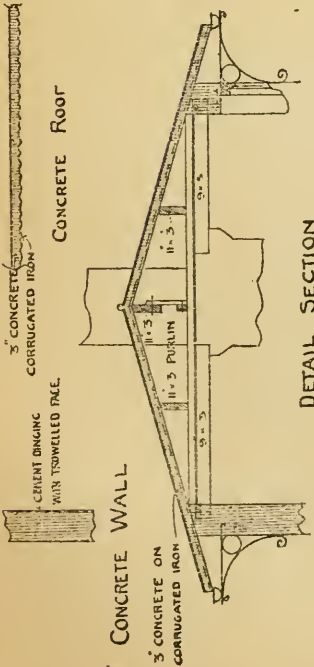 3" CONCRETE
CORRUGATED IRON
CONCRETE ROOF
CEMENT DINGING
WITH TROWELLED FACE.
CONCRETE WALL
3" CONCRETE ON
CORRUGATED IRON
11 x 3
11 x 3 PURLIN
11 x 3
9 x 3
9 x 3
DETAIL SECTION